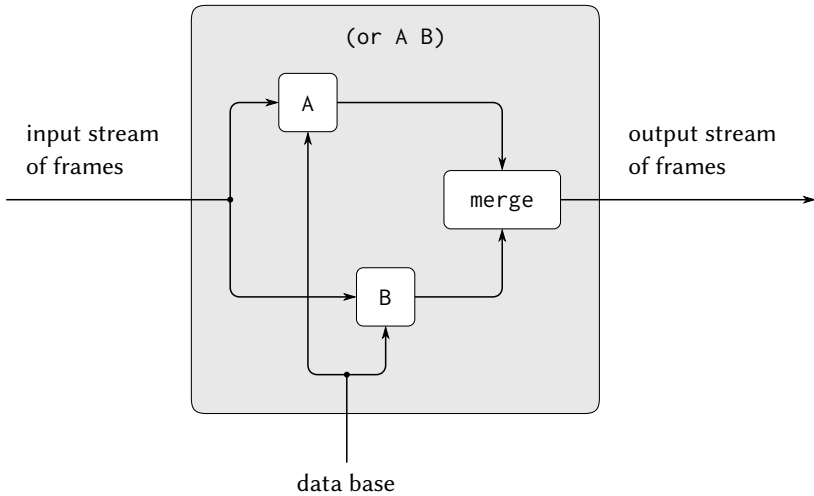 (or A B)
A
input stream
of frames
output stream
of frames
merge
B
data base